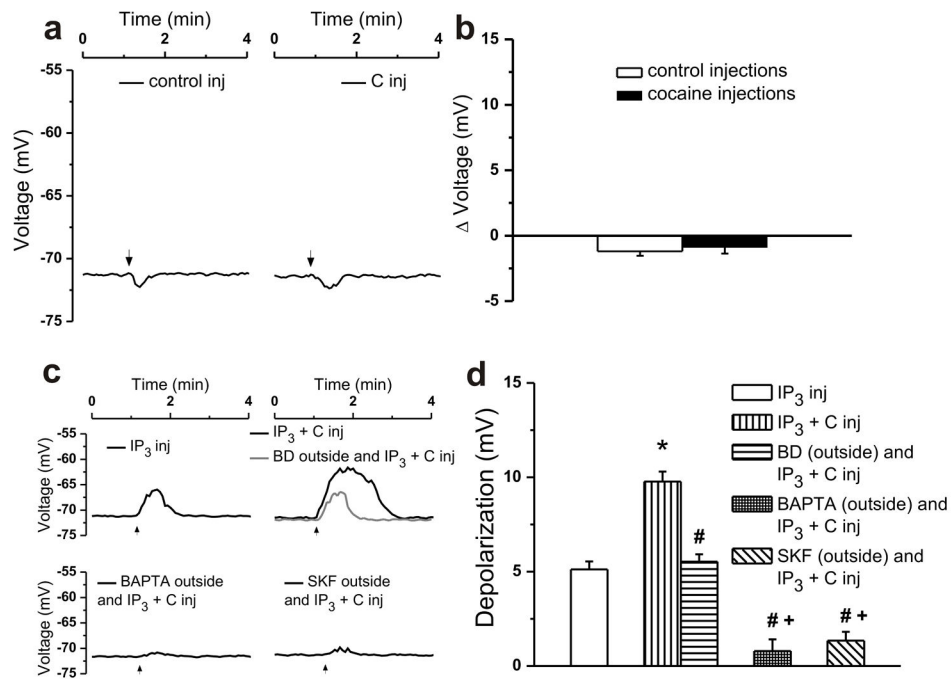 a
Time (min)
0 2 4 0 2 4
Voltage (mV)
-55
-60
-65
-70
-75
control inj
C inj
b
Δ Voltage (mV)
15
10
5
0
-5
control injections
cocaine injections
c
Time (min)
0 2 4
Time (min)
0 2 4
Voltage (mV)
-55
-60
-65
-70
-75
IP3 inj
IP3 + C inj
BD outside and IP3 + C inj
Voltage (mV)
-55
-60
-65
-70
-75
BAPTA outside
and IP3 + C inj
SKF outside
and IP3 + C inj
d
Depolarization (mV)
15
10
5
0
*
#
# +
# +
IP3 inj
IP3 + C inj
BD (outside) and
IP3 + C inj
BAPTA (outside) and
IP3 + C inj
SKF (outside) and
IP3 + C inj